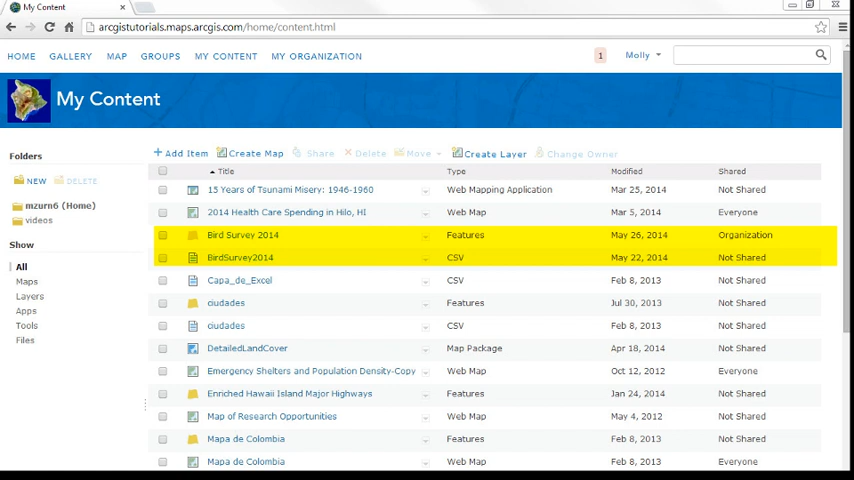 My Content
arcgistutorials.maps.arcgis.com/home/content.html
HOME GALLERY MAP GROUPS MY CONTENT MY ORGANIZATION 1 Molly
My Content
Folders
NEW DELETE
mzurn6 (Home)
videos
Show
All
Maps
Layers
Apps
Tools
Files
Add Item Create Map Share Delete Move Create Layer Change Owner
Title Type Modified Shared
15 Years of Tsunami Misery: 1946-1960 Web Mapping Application Mar 25, 2014 Not Shared
2014 Health Care Spending in Hilo, HI Web Map Mar 5, 2014 Everyone
Bird Survey 2014 Features May 26, 2014 Organization
BirdSurvey2014 CSV May 22, 2014 Not Shared
Capa_de_Excel CSV Feb 8, 2013 Not Shared
ciudades Features Jul 30, 2013 Not Shared
ciudades CSV Feb 8, 2013 Not Shared
DetailedLandCover Map Package Apr 18, 2014 Not Shared
Emergency Shelters and Population Density-Copy Web Map Oct 12, 2012 Everyone
Enriched Hawaii Island Major Highways Features Jan 24, 2014 Not Shared
Map of Research Opportunities Web Map May 4, 2012 Not Shared
Mapa de Colombia Features Feb 8, 2013 Not Shared
Mapa de Colombia Web Map Feb 8, 2013 Everyone